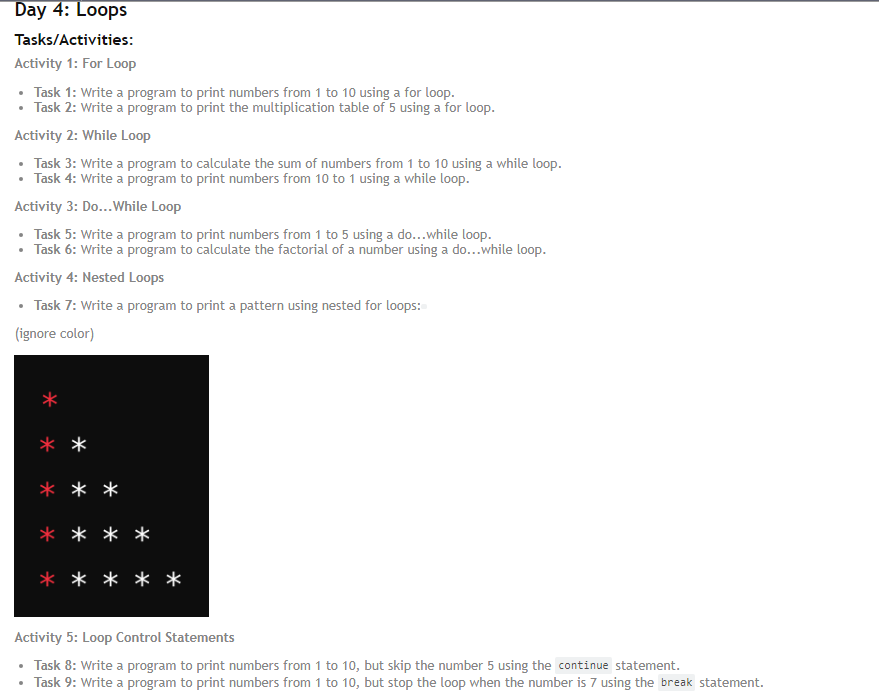 Day 4: Loops
Tasks/Activities:
Activity 1: For Loop
• Task 1: Write a program to print numbers from 1 to 10 using a for loop.
• Task 2: Write a program to print the multiplication table of 5 using a for loop.
Activity 2: While Loop
• Task 3: Write a program to calculate the sum of numbers from 1 to 10 using a while loop.
• Task 4: Write a program to print numbers from 10 to 1 using a while loop.
Activity 3: Do...While Loop
• Task 5: Write a program to print numbers from 1 to 5 using a do...while loop.
• Task 6: Write a program to calculate the factorial of a number using a do...while loop.
Activity 4: Nested Loops
• Task 7: Write a program to print a pattern using nested for loops:
(ignore color)
*
* *
* * *
* * * *
* * * * *
Activity 5: Loop Control Statements
• Task 8: Write a program to print numbers from 1 to 10, but skip the number 5 using the continue statement.
• Task 9: Write a program to print numbers from 1 to 10, but stop the loop when the number is 7 using the break statement.